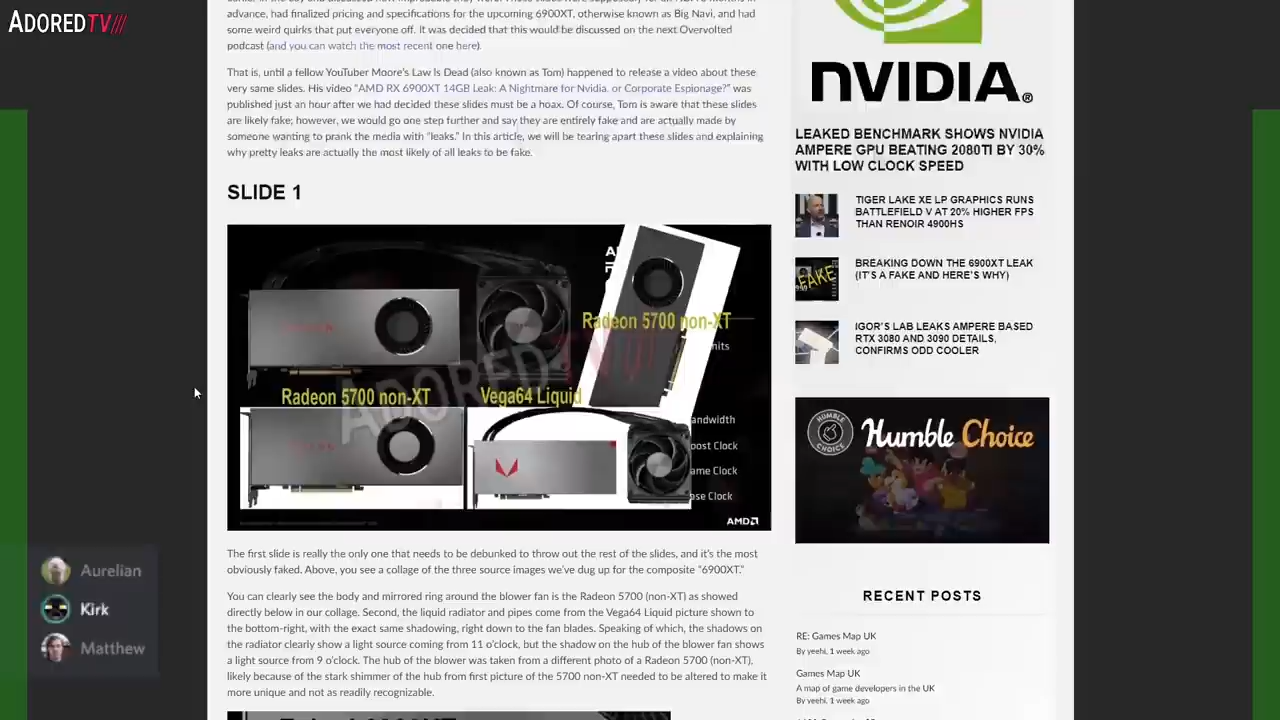 ADOREDTV///
advance, had finalized pricing and specifications for the upcoming 6900XT, otherwise known as Big Navi, and had
some weird quirks that put everyone off. It was decided that this would be discussed on the next Overvolted
podcast (and you can watch the most recent one here).
That is, until a fellow YouTuber Moore's Law Is Dead (also known as Tom) happened to release a video about these
very same slides. His video "AMD RX 6900XT 14GB Leak: A Nightmare for Nvidia, or Corporate Espionage?" was
published just an hour after we had decided these slides must be a hoax. Of course, Tom is aware that these slides
are likely fake; however, we would go one step further and say they are entirely fake and are actually made by
someone wanting to prank the media with "leaks." In this article, we will be tearing apart these slides and explaining
why pretty leaks are actually the most likely of all leaks to be fake.
SLIDE 1
Radeon 5700 non-XT
nits
Radeon 5700 non-XT
Vega64 Liquid
ADOREDTV///
andwidth
oost Clock
ame Clock
ase Clock
AMD
The first slide is really the only one that needs to be debunked to throw out the rest of the slides, and it's the most
obviously faked. Above, you see a collage of the three source images we've dug up for the composite "6900XT."
You can clearly see the body and mirrored ring around the blower fan is the Radeon 5700 (non-XT) as showed
directly below in our collage. Second, the liquid radiator and pipes come from the Vega64 Liquid picture shown to
the bottom-right, with the exact same shadowing, right down to the fan blades. Speaking of which, the shadows on
the radiator clearly show a light source coming from 11 o'clock, but the shadow on the hub of the blower fan shows
a light source from 9 o'clock. The hub of the blower was taken from a different photo of a Radeon 5700 (non-XT),
likely because of the stark shimmer of the hub from first picture of the 5700 non-XT needed to be altered to make it
more unique and not as readily recognizable.
NVIDIA®
LEAKED BENCHMARK SHOWS NVIDIA
AMPERE GPU BEATING 2080TI BY 30%
WITH LOW CLOCK SPEED
TIGER LAKE XE LP GRAPHICS RUNS
BATTLEFIELD V AT 20% HIGHER FPS
THAN RENOIR 4900HS
FAKE
BREAKING DOWN THE 6900XT LEAK
(IT'S A FAKE AND HERE'S WHY)
IGOR'S LAB LEAKS AMPERE BASED
RTX 3080 AND 3090 DETAILS,
CONFIRMS ODD COOLER
HUMBLE CHOICE
Humble Choice
RECENT POSTS
RE: Games Map UK
By yeehi, 1 week ago
Games Map UK
A map of game developers in the UK
By yeehi, 1 week ago
Aurelian
Kirk
Matthew